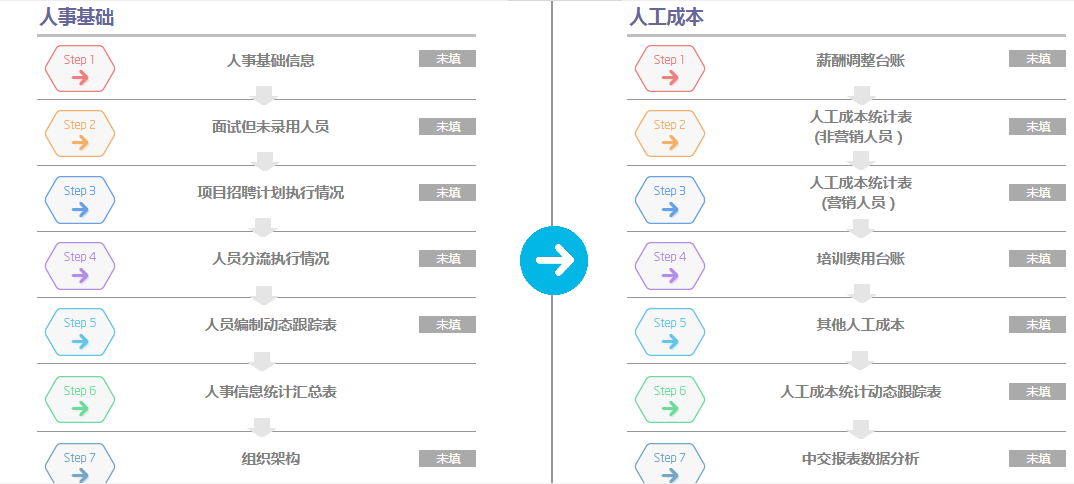 人事基础
Step 1
人事基础信息
未填
Step 2
面试但未录用人员
未填
Step 3
项目招聘计划执行情况
未填
Step 4
人员分流执行情况
未填
Step 5
人员编制动态跟踪表
未填
Step 6
人事信息统计汇总表
Step 7
组织架构
未填
人工成本
Step 1
薪酬调整台账
未填
Step 2
人工成本统计表
(非营销人员)
未填
Step 3
人工成本统计表
(营销人员)
未填
Step 4
培训费用台账
未填
Step 5
其他人工成本
未填
Step 6
人工成本统计动态跟踪表
未填
Step 7
中交报表数据分析
未填